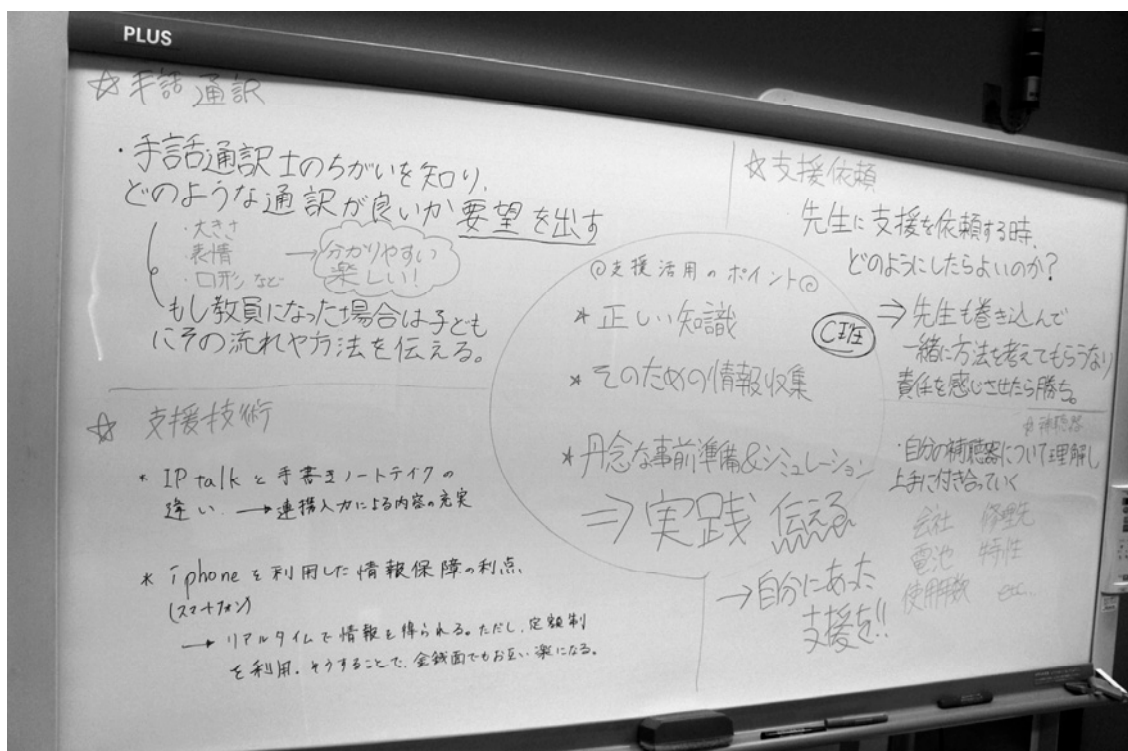 PLUS
☆手話通訳
・手話通訳士のちがいを知り、
どのような通訳が良いか要望を出す
・大きさ
・表情
・口形など
→分かりやすい
楽しい!
もし教員になった場合は子ども
にその流れや方法を伝える。
☆ 支援技術
* IP talk と手書きノートテイクの
違い. → 連携入力による内容の充実
* iphoneを利用した情報保障の利点
(スマートフォン)
→ リアルタイムで情報を得られる。ただし、定額制
を利用. そうすることで、金銭面でもお互い楽になる。
◎支援活用のポイント◎
* 正しい知識
* そのための情報収集
* 丹念な事前準備&シミュレーション
⇒実践 伝える
→自分にあった
支援を!!
☆支援依頼
先生に支援を依頼する時、
どのようにしたらよいのか?
⇒先生も巻き込んで
一緒に方法を考えてもらうなり
責任を感じさせたら勝ち。
☆補聴器
・自分の補聴器について理解し
上手に付き合っていく
会社 修理先
電池 特性
使用年数 etc...